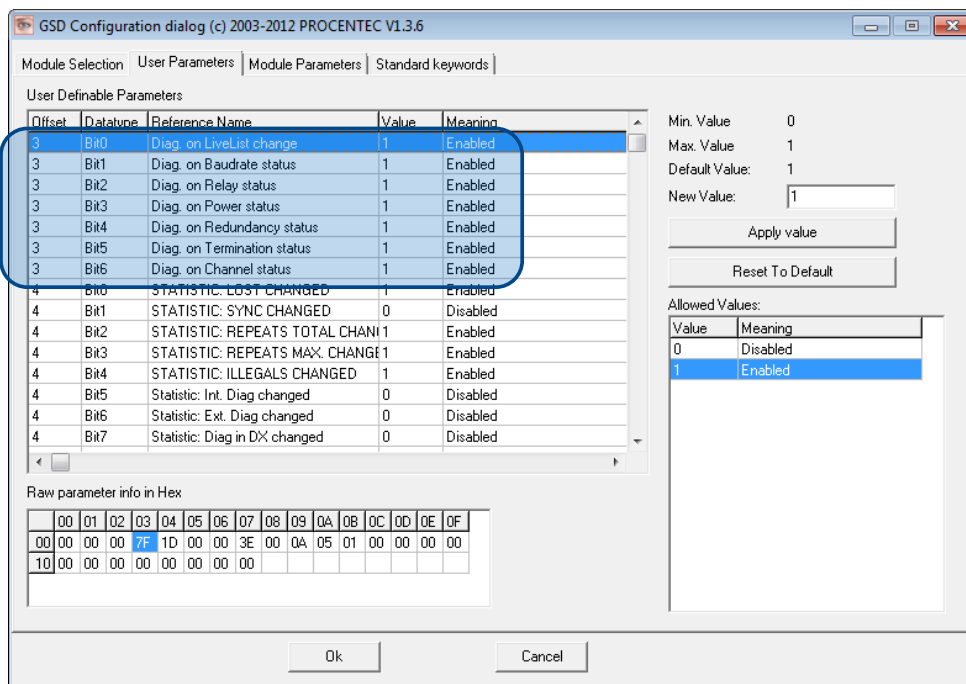 GSD Configuration dialog (c) 2003-2012 PROCENTEC V1.3.6
Module Selection User Parameters Module Parameters Standard keywords
User Definable Parameters
Offset Datatype Reference Name Value Meaning
3 Bit0 Diag. on LiveList change 1 Enabled
3 Bit1 Diag. on Baudrate status 1 Enabled
3 Bit2 Diag. on Relay status 1 Enabled
3 Bit3 Diag. on Power status 1 Enabled
3 Bit4 Diag. on Redundancy status 1 Enabled
3 Bit5 Diag. on Termination status 1 Enabled
3 Bit6 Diag. on Channel status 1 Enabled
4 Bit0 STATISTIC: LOST CHANGED 1 Enabled
4 Bit1 STATISTIC: SYNC CHANGED 0 Disabled
4 Bit2 STATISTIC: REPEATS TOTAL CHAN 1 Enabled
4 Bit3 STATISTIC: REPEATS MAX. CHANGE 1 Enabled
4 Bit4 STATISTIC: ILLEGALS CHANGED 1 Enabled
4 Bit5 Statistic: Int. Diag changed 0 Disabled
4 Bit6 Statistic: Ext. Diag changed 0 Disabled
4 Bit7 Statistic: Diag in DX changed 0 Disabled
Min. Value 0
Max. Value 1
Default Value: 1
New Value: 1
Apply value
Reset To Default
Allowed Values:
Value Meaning
0 Disabled
1 Enabled
Raw parameter info in Hex
00 01 02 03 04 05 06 07 08 09 0A 0B 0C 0D 0E 0F
00 00 00 00 7F 1D 00 00 3E 00 0A 05 01 00 00 00 00
10 00 00 00 00 00 00 00 00
Ok Cancel